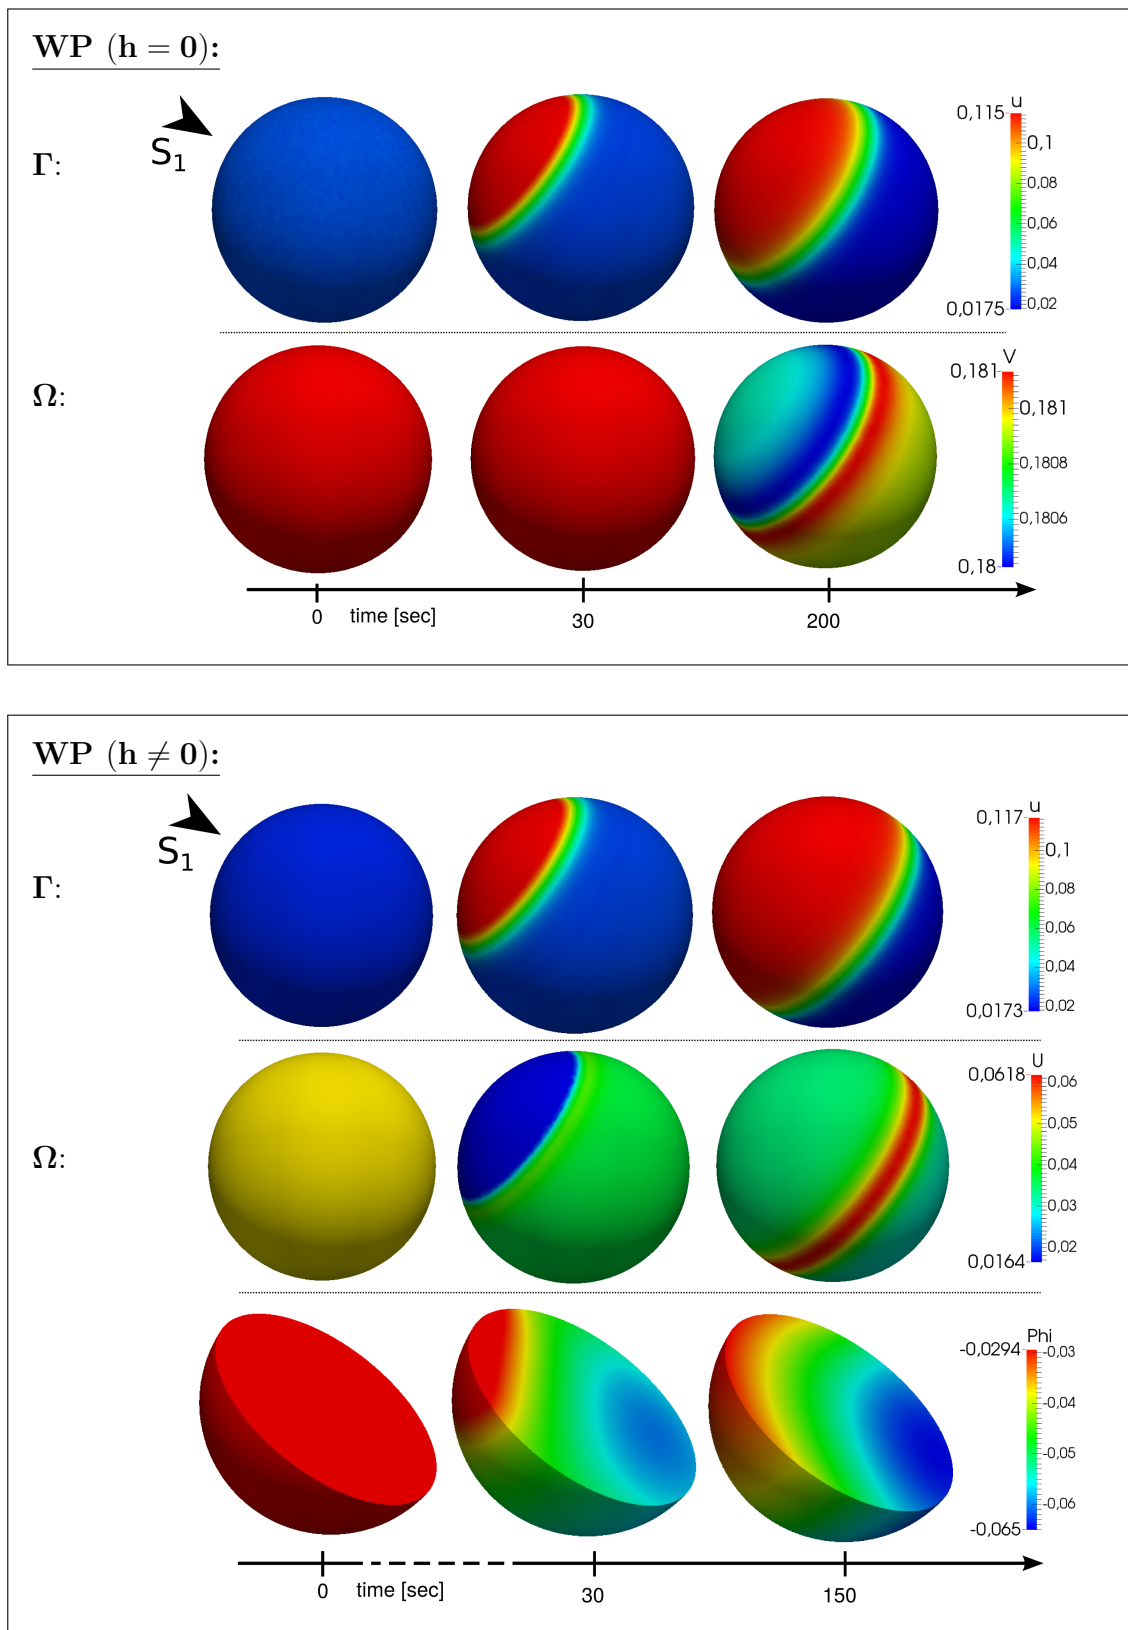 WP (h = 0):
S1
Γ:
0,115 u
0,1
0,08
0,06
0,04
0,02
0,0175
Ω:
V
0,181
0,181
0,1808
0,1806
0,18
0 time [sec] 30 200
WP (h ≠ 0):
S1
Γ:
0,117 u
0,1
0,08
0,06
0,04
0,02
0,0173
Ω:
U
0,0618 0,06
0,05
0,04
0,03
0,02
0,0164
Phi
-0,0294 -0,03
-0,04
-0,05
-0,06
-0,065
0 time [sec] 30 150